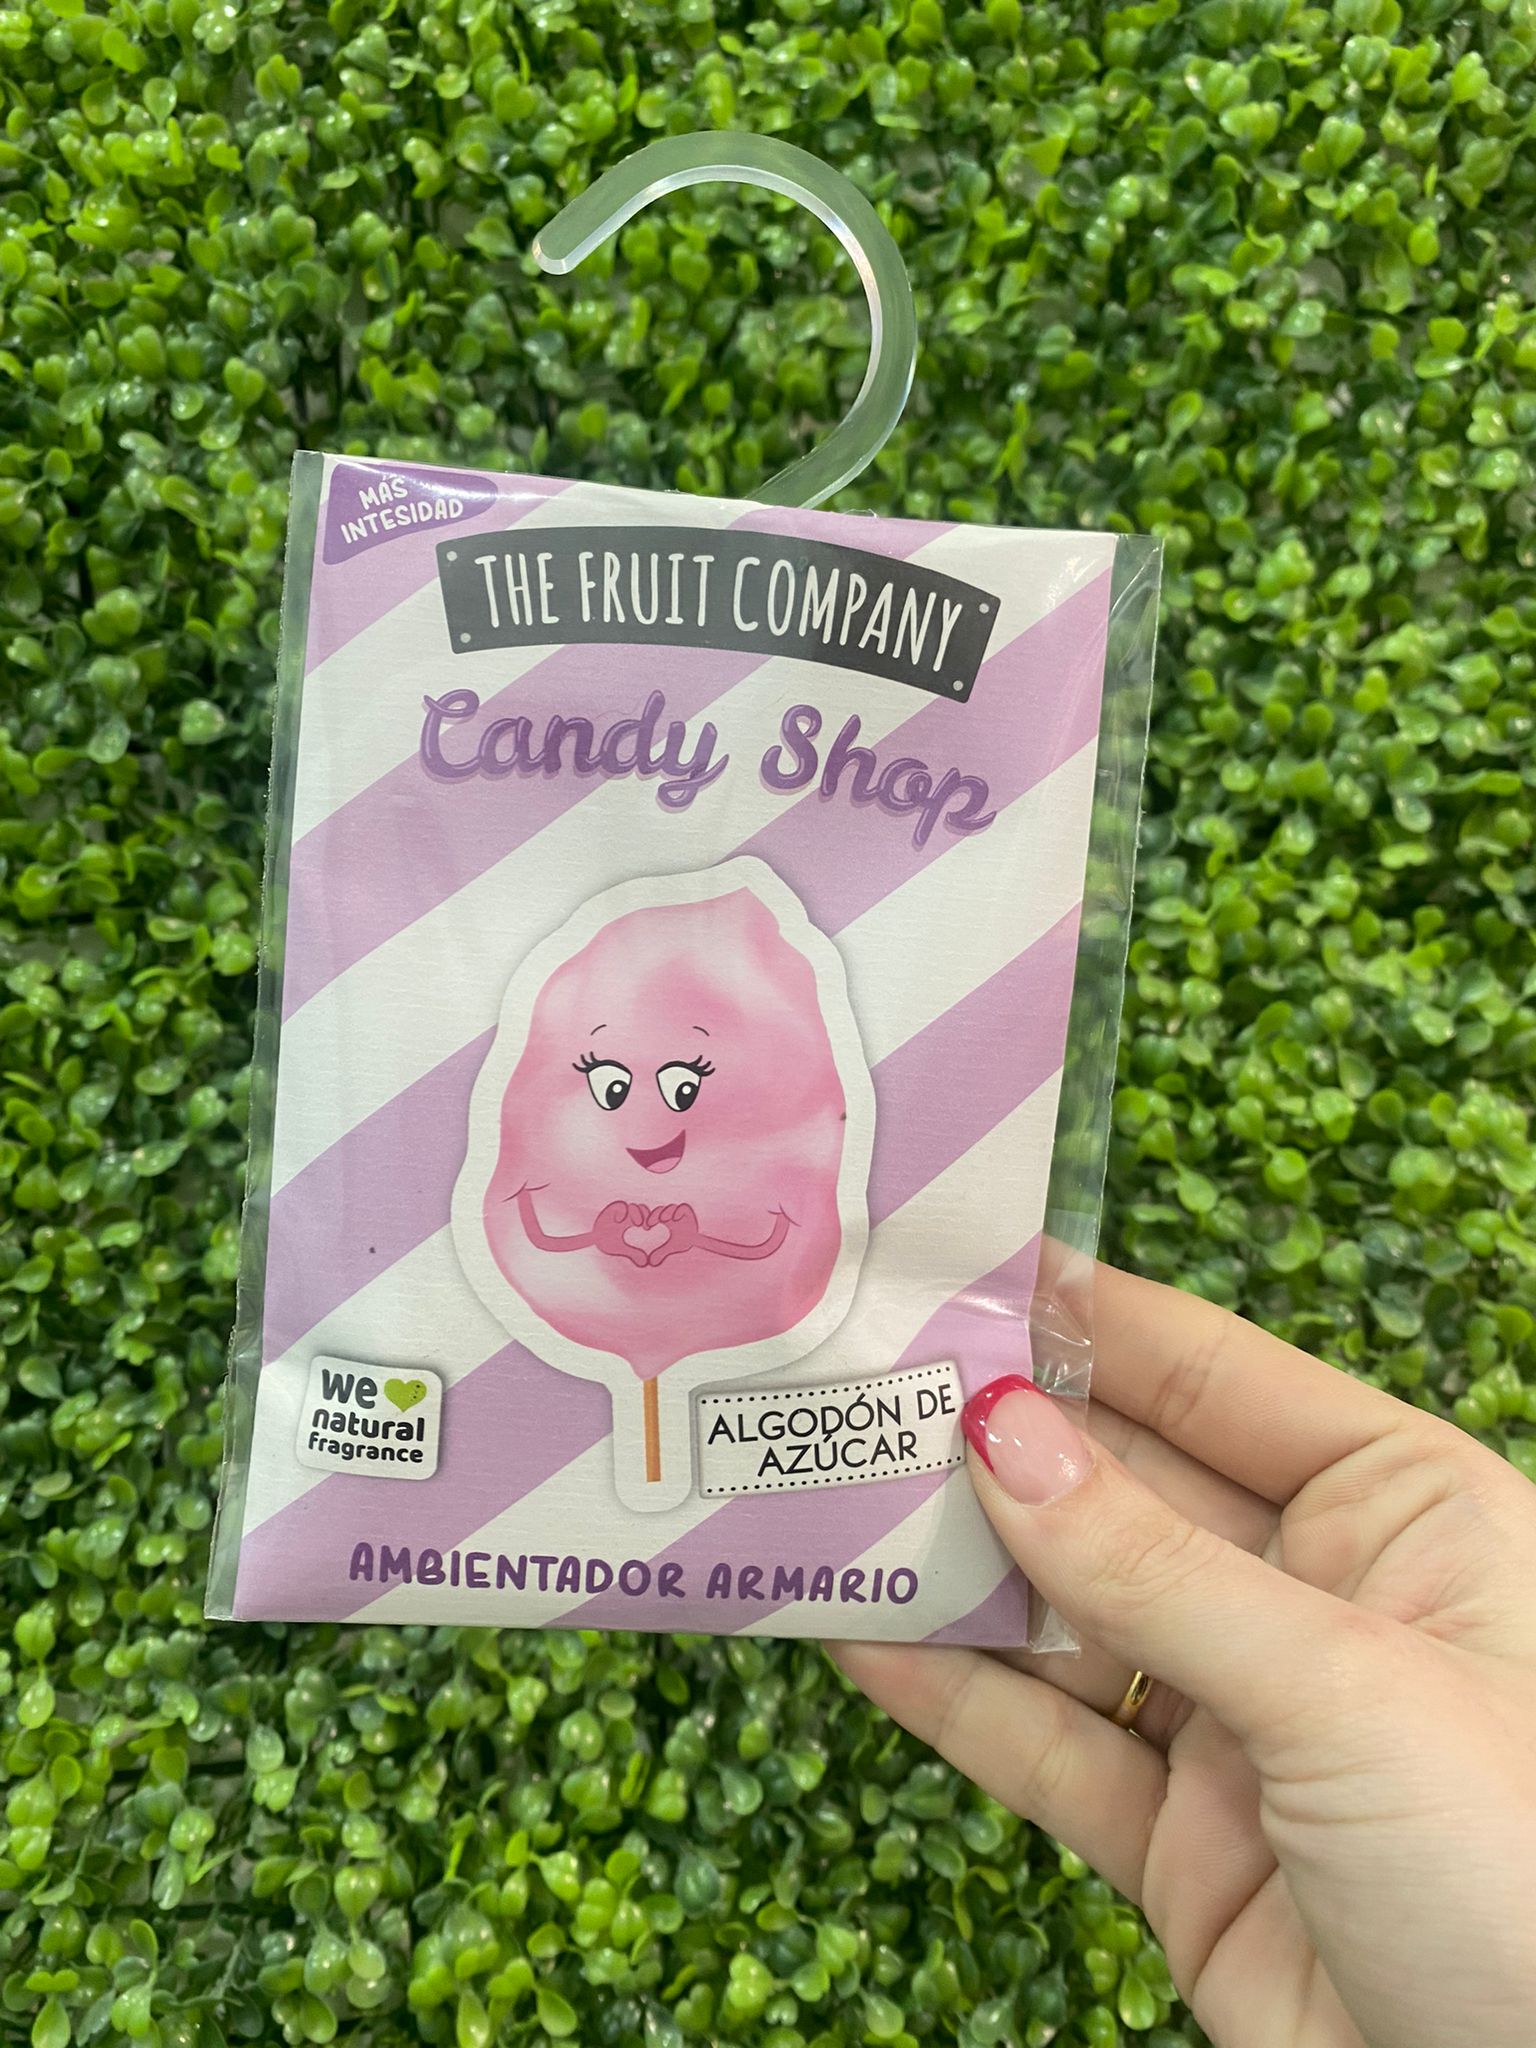 MÁS
INTESIDAD
THE FRUIT COMPANY
Candy Shop
we
natural
fragrance
ALGODÓN DE
AZÚCAR
AMBIENTADOR ARMARIO